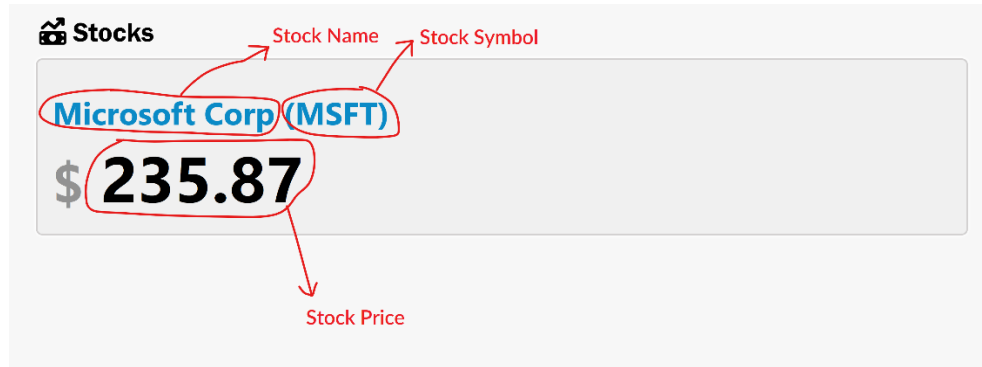 Stocks
Stock Name
Stock Symbol
Microsoft Corp (MSFT)
$ 235.87
Stock Price